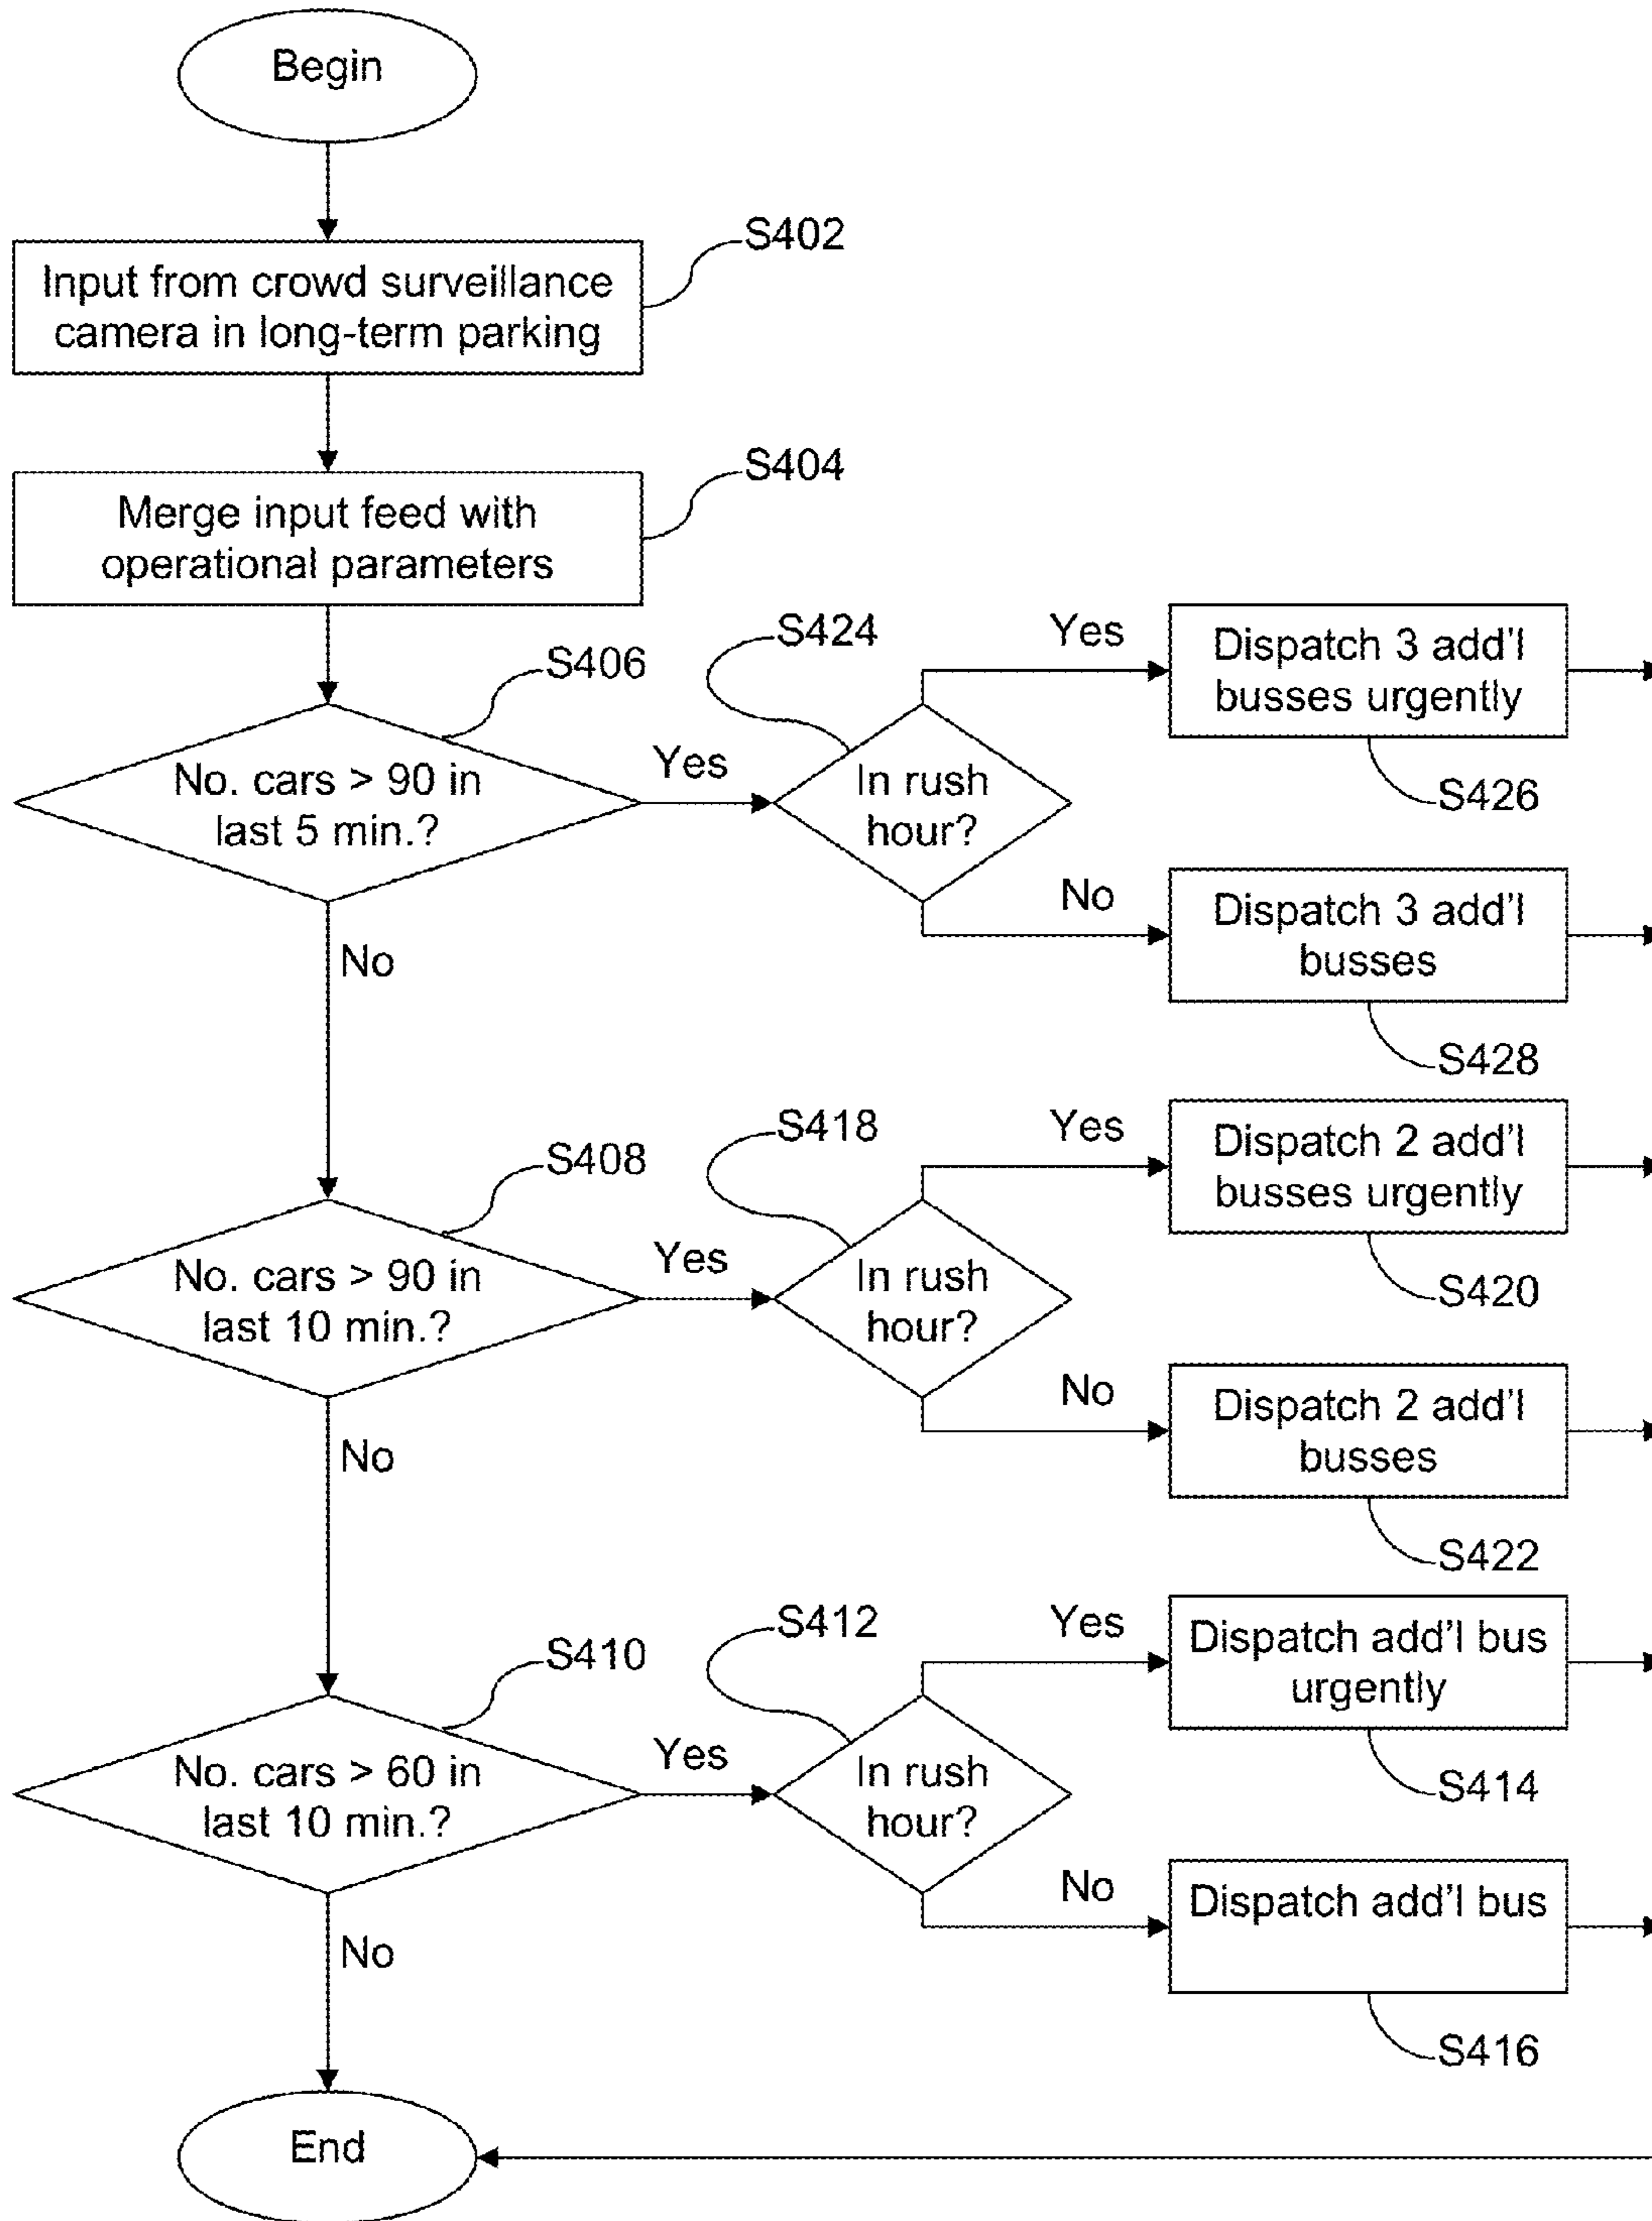 Begin
S402
Input from crowd surveillance
camera in long-term parking
S404
Merge input feed with
operational parameters
S406
No. cars > 90 in
last 5 min.?
Yes
No
S424
In rush
hour?
Yes
Dispatch 3 add'l
busses urgently
S426
No
Dispatch 3 add'l
busses
S428
S408
No. cars > 90 in
last 10 min.?
Yes
No
S418
In rush
hour?
Yes
Dispatch 2 add'l
busses urgently
S420
No
Dispatch 2 add'l
busses
S422
S410
No. cars > 60 in
last 10 min.?
Yes
No
S412
In rush
hour?
Yes
Dispatch add'l bus
urgently
S414
No
Dispatch add'l bus
S416
End